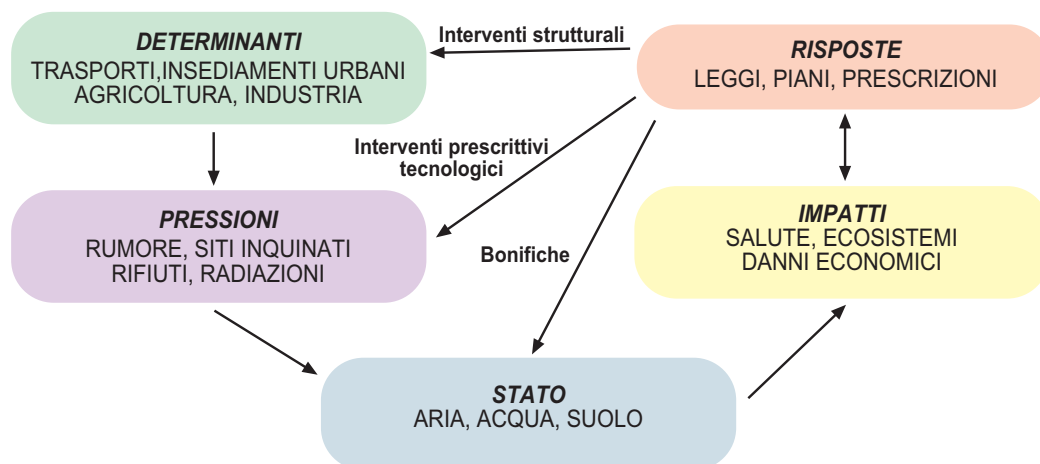 DETERMINANTI
TRASPORTI,INSEDIAMENTI URBANI
AGRICOLTURA, INDUSTRIA
Interventi strutturali
RISPOSTE
LEGGI, PIANI, PRESCRIZIONI
Interventi prescrittivi
tecnologici
PRESSIONI
RUMORE, SITI INQUINATI
RIFIUTI, RADIAZIONI
Bonifiche
IMPATTI
SALUTE, ECOSISTEMI
DANNI ECONOMICI
STATO
ARIA, ACQUA, SUOLO